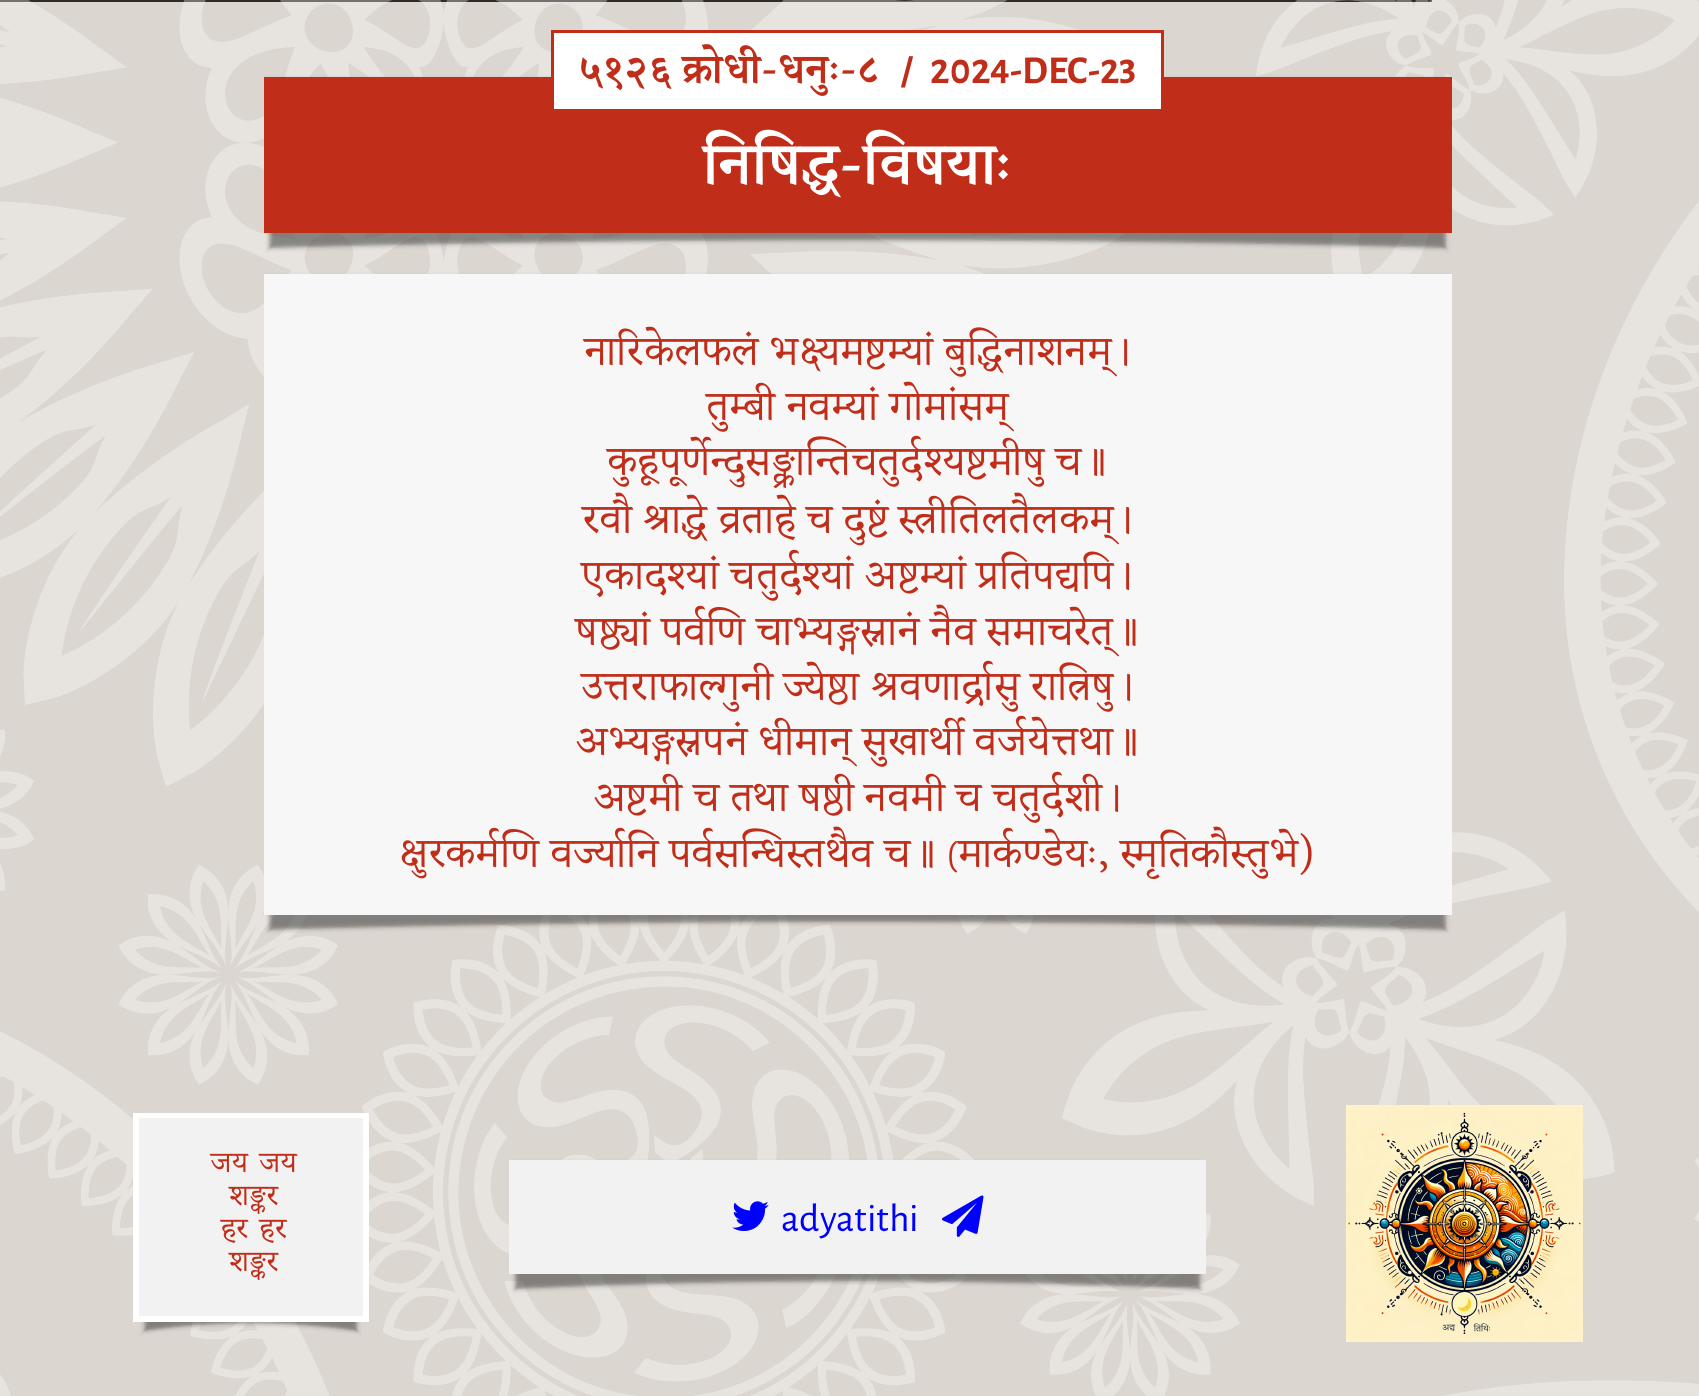 ५१२६ क्रोधी-धनुः-८ / 2024-DEC-23
निषिद्ध-विषयाः
नारिकेलफलं भक्ष्यमष्टम्यां बुद्धिनाशनम्।
तुम्बी नवम्यां गोमांसम्
कुहूपूर्णेन्दुसङ्क्रान्तिचतुर्दश्यष्टमीषु च॥
रवौ श्राद्धे व्रताहे च दुष्टं स्त्रीतिलतैलकम्।
एकादश्यां चतुर्दश्यां अष्टम्यां प्रतिपद्यपि।
षष्ठ्यां पर्वणि चाभ्यङ्गस्नानं नैव समाचरेत्॥
उत्तराफाल्गुनी ज्येष्ठा श्रवणार्द्रासु रात्रिषु।
अभ्यङ्गस्नपनं धीमान् सुखार्थी वर्जयेत्तथा॥
अष्टमी च तथा षष्ठी नवमी च चतुर्दशी।
क्षुरकर्मणि वर्ज्यानि पर्वसन्धिस्तथैव च॥ (मार्कण्डेयः, स्मृतिकौस्तुभे)
जय जय
शङ्कर
हर हर
शङ्कर
adyatithi
अद्य तिथिः